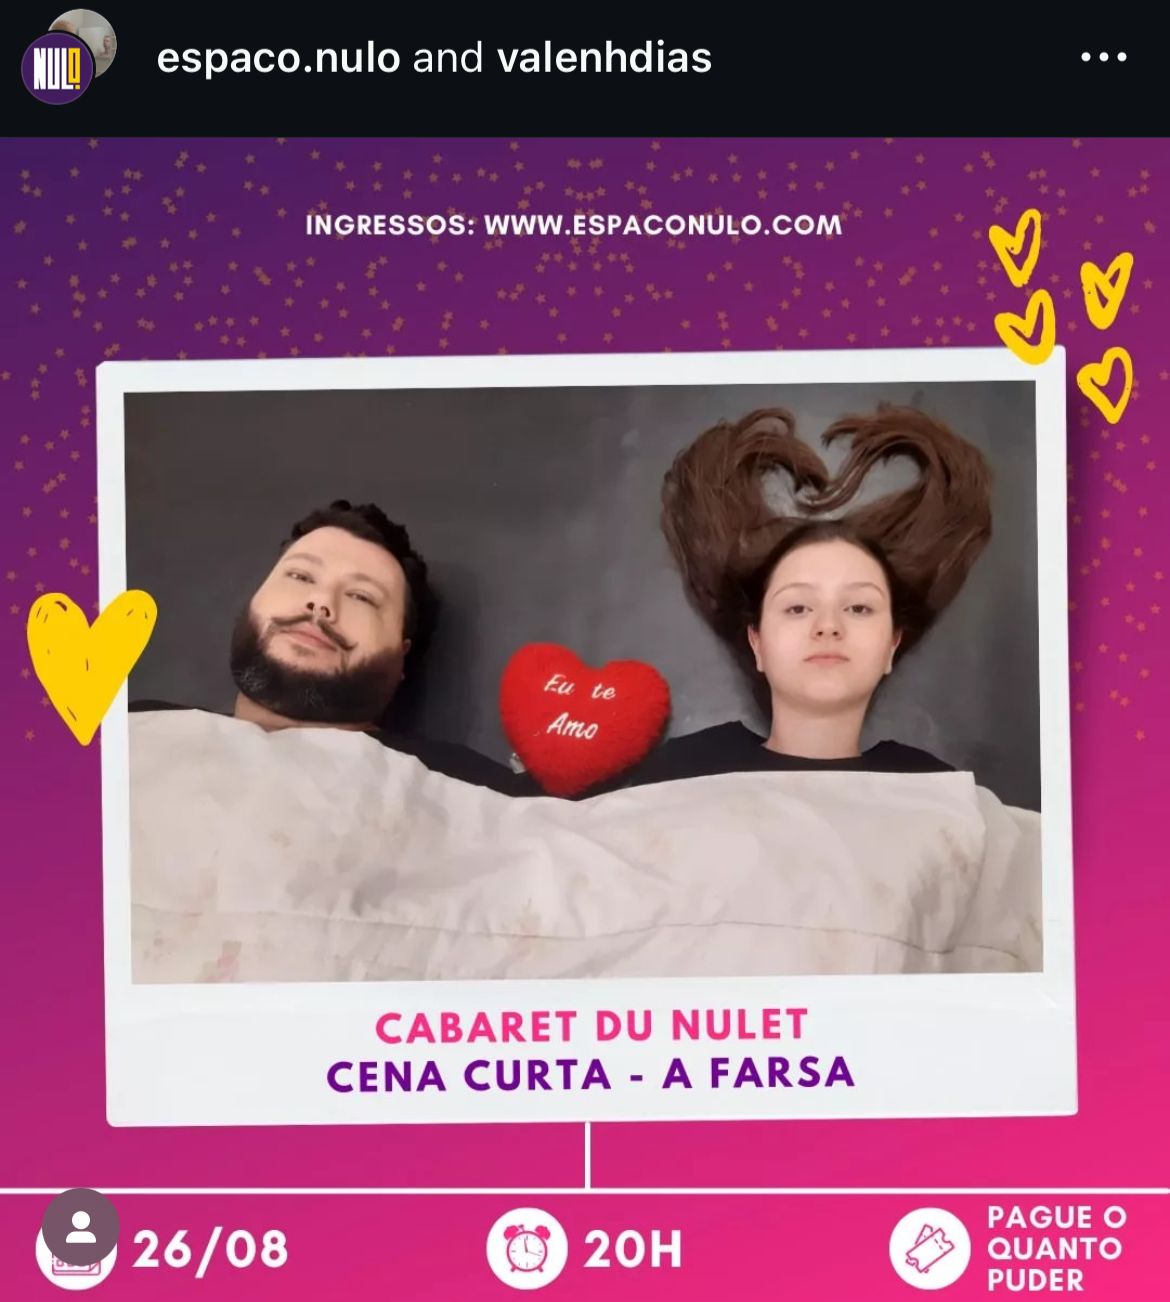 NULO!
espaco.nulo and valenhdias
INGRESSOS: WWW.ESPACONULO.COM
Eu te
Amo
CABARET DU NULET
CENA CURTA - A FARSA
26/08
20H
PAGUE O
QUANTO
PUDER